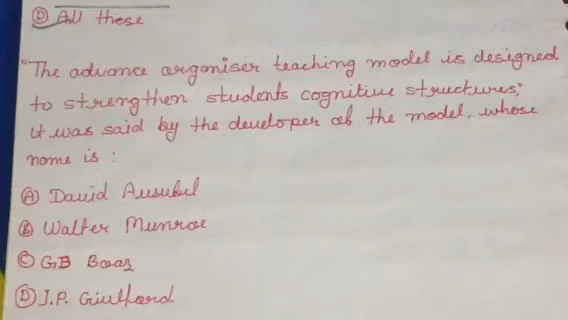 (D) All these
"The advance organiser teaching model is designed
to strengthen students cognitive structures,"
it was said by the developer of the model, whose
name is :
(A) David Ausubel
(B) Walter Munroe
(C) GB Boaz
(D) J.P. Giulford